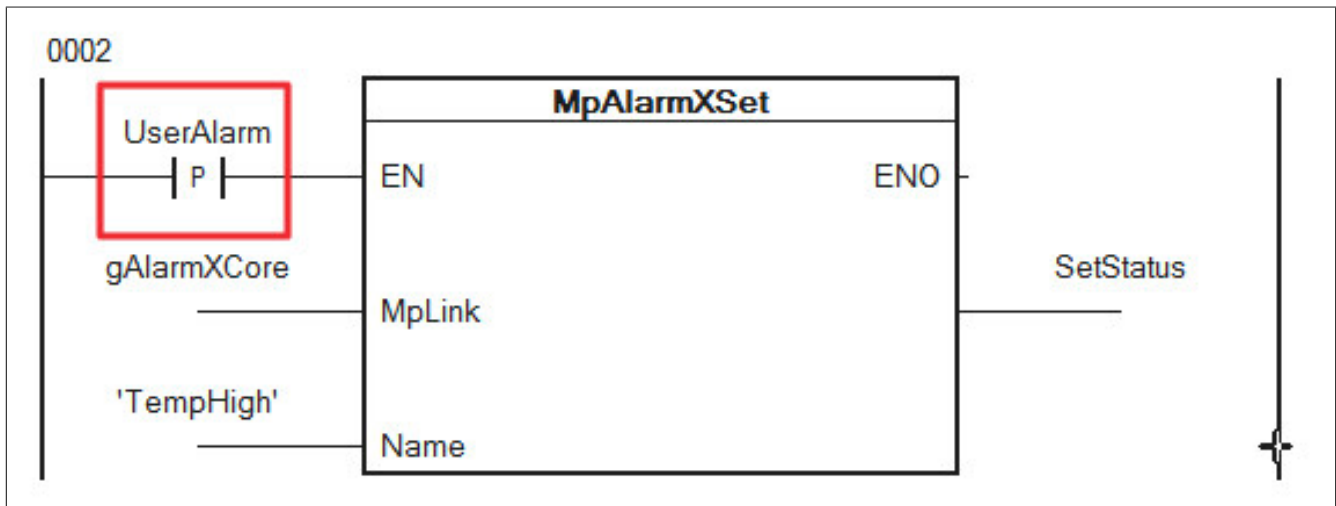 0002
MpAlarmXSet
UserAlarm
P
EN
ENO
gAlarmXCore
SetStatus
MpLink
'TempHigh'
Name